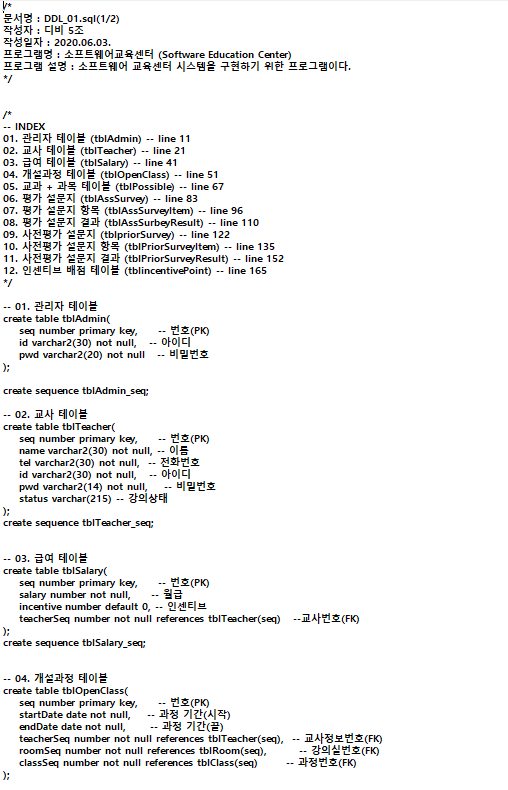 /*
문서명 : DDL_01.sql(1/2)
작성자 : 디비 5조
작성일자 : 2020.06.03.
프로그램명 : 소프트웨어교육센터 (Software Education Center)
프로그램 설명 : 소프트웨어 교육센터 시스템을 구현하기 위한 프로그램이다.
*/
/*
-- INDEX
01. 관리자 테이블 (tblAdmin) -- line 11
02. 교사 테이블 (tblTeacher) -- line 21
03. 급여 테이블 (tblSalary) -- line 41
04. 개설과정 테이블 (tblOpenClass) -- line 51
05. 교과 + 과목 테이블 (tblPossible) -- line 67
06. 평가 설문지 (tblAssSurvey) -- line 83
07. 평가 설문지 항목 (tblAssSurveyItem) -- line 96
08. 평가 설문지 결과 (tblAssSurbeyResult) -- line 110
09. 사전평가 설문지 (tblpriorSurvey) -- line 122
10. 사전평가 설문지 항목 (tblPriorSurveyItem) -- line 135
11. 사전평가 설문지 결과 (tblPriorSurveyResult) -- line 152
12. 인센티브 배점 테이블 (tblincentivePoint) -- line 165
*/
-- 01. 관리자 테이블
create table tblAdmin(
seq number primary key, -- 번호(PK)
id varchar2(30) not null, -- 아이디
pwd varchar2(20) not null -- 비밀번호
);
create sequence tblAdmin_seq;
-- 02. 교사 테이블
create table tblTeacher(
seq number primary key, -- 번호(PK)
name varchar2(30) not null, -- 이름
tel varchar2(30) not null, -- 전화번호
id varchar2(30) not null, -- 아이디
pwd varchar2(14) not null, -- 비밀번호
status varchar(215) -- 강의상태
);
create sequence tblTeacher_seq;
-- 03. 급여 테이블
create table tblSalary(
seq number primary key, -- 번호(PK)
salary number not null, -- 월급
incentive number default 0, -- 인센티브
teacherSeq number not null references tblTeacher(seq) --교사번호(FK)
);
create sequence tblSalary_seq;
-- 04. 개설과정 테이블
create table tblOpenClass(
seq number primary key, -- 번호(PK)
startDate date not null, -- 과정 기간(시작)
endDate date not null, -- 과정 기간(끝)
teacherSeq number not null references tblTeacher(seq), -- 교사정보번호(FK)
roomSeq number not null references tblRoom(seq), -- 강의실번호(FK)
classSeq number not null references tblClass(seq) -- 과정번호(FK)
);